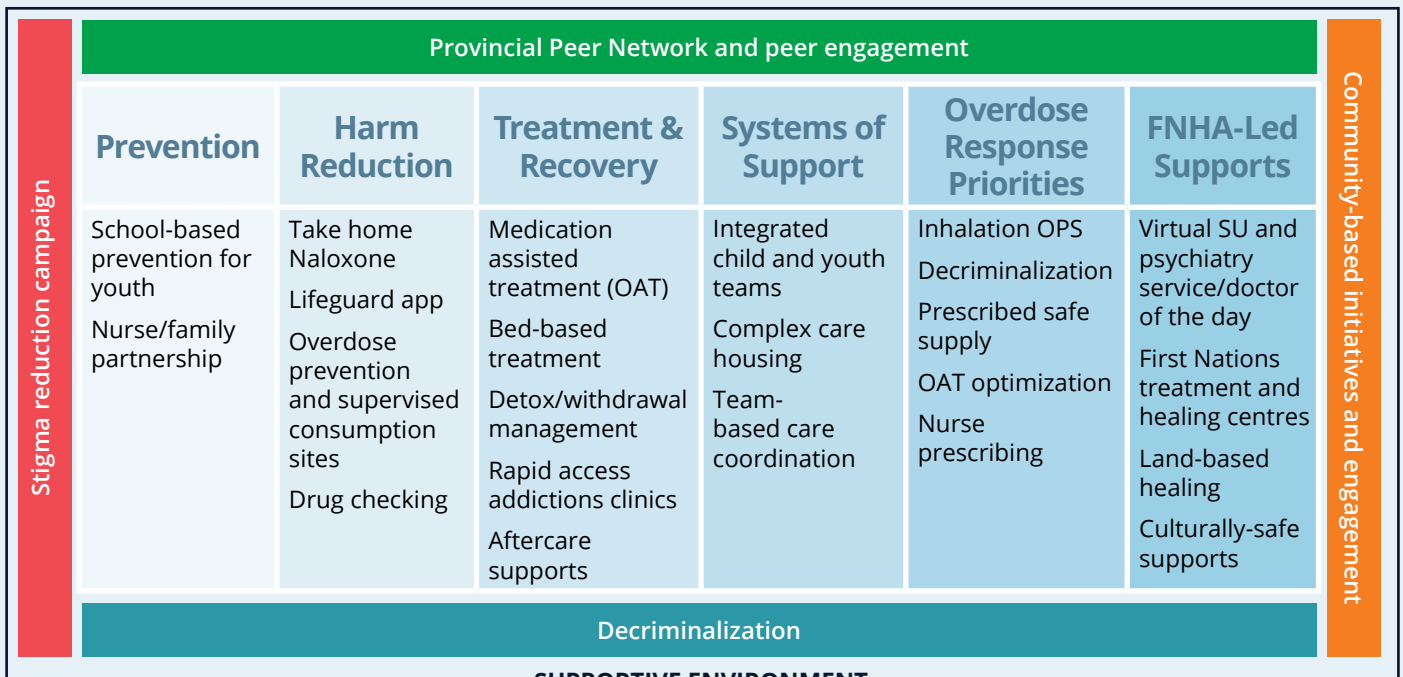 Provincial Peer Network and peer engagement
Stigma reduction campaign
Prevention
School-based
prevention for
youth
Nurse/family
partnership
Harm
Reduction
Take home
Naloxone
Lifeguard app
Overdose
prevention
and supervised
consumption
sites
Drug checking
Treatment &
Recovery
Medication
assisted
treatment (OAT)
Bed-based
treatment
Detox/withdrawal
management
Rapid access
addictions clinics
Aftercare
supports
Systems of
Support
Integrated
child and youth
teams
Complex care
housing
Team-
based care
coordination
Overdose
Response
Priorities
Inhalation OPS
Decriminalization
Prescribed safe
supply
OAT optimization
Nurse
prescribing
FNHA-Led
Supports
Virtual SU and
psychiatry
service/doctor
of the day
First Nations
treatment and
healing centres
Land-based
healing
Culturally-safe
supports
Community-based initiatives and engagement
Decriminalization
SUPPORTIVE ENVIRONMENT